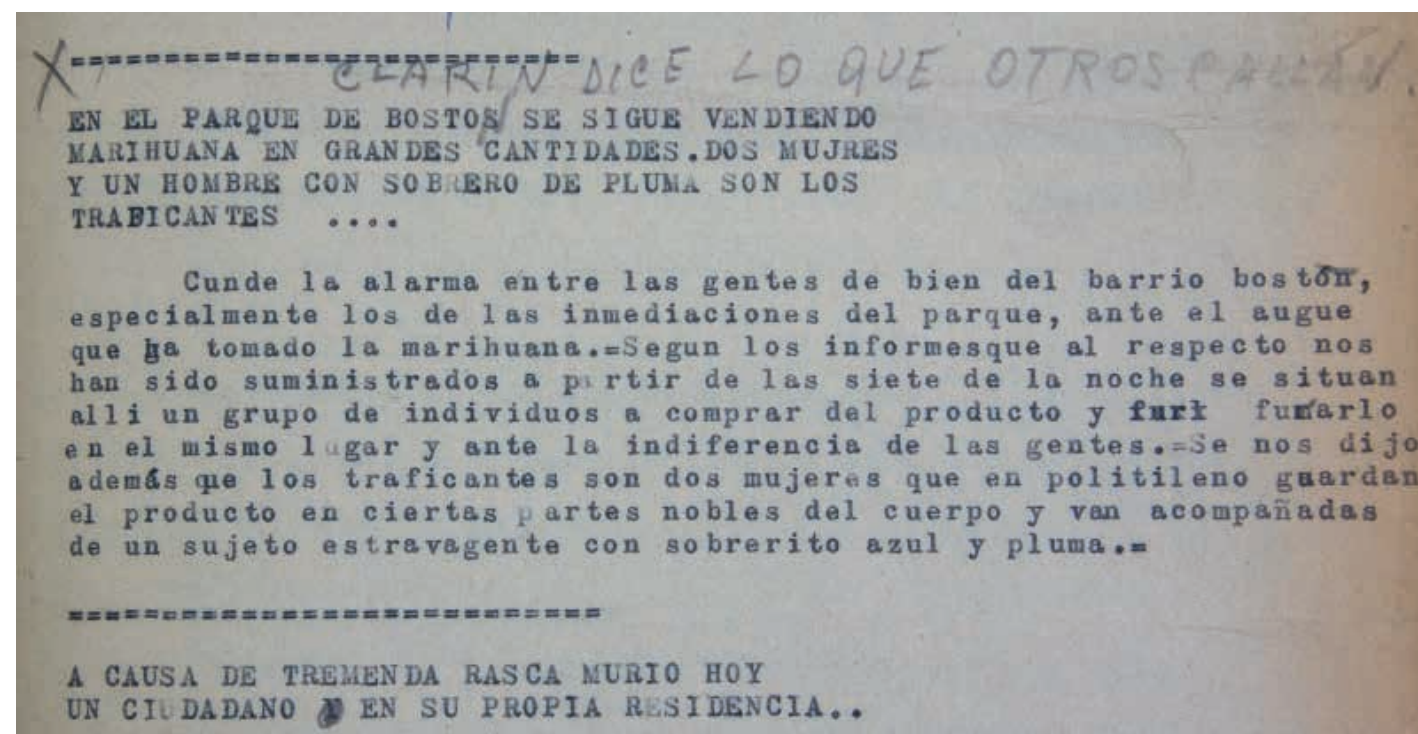 X============================
CLARIN DICE LO QUE OTROS CALLAN.
EN EL PARQUE DE BOSTOS SE SIGUE VENDIENDO
MARIHUANA EN GRANDES CANTIDADES.DOS MUJRES
Y UN HOMBRE CON SOBRERO DE PLUMA SON LOS
TRAFICANTES ....
Cunde la alarma entre las gentes de bien del barrio bostón,
especialmente los de las inmediaciones del parque, ante el augue
que ha tomado la marihuana.=Segun los informesque al respecto nos
han sido suministrados a partir de las siete de la noche se situan
alli un grupo de individuos a comprar del producto y furk fumarlo
en el mismo lugar y ante la indiferencia de las gentes.=Se nos dijo
además que los traficantes son dos mujeres que en politileno guardan
el producto en ciertas partes nobles del cuerpo y van acompañadas
de un sujeto estravagente con sobrerito azul y pluma.=
============================
A CAUSA DE TREMENDA RASCA MURIO HOY
UN CIUDADANO EN SU PROPIA RESIDENCIA..